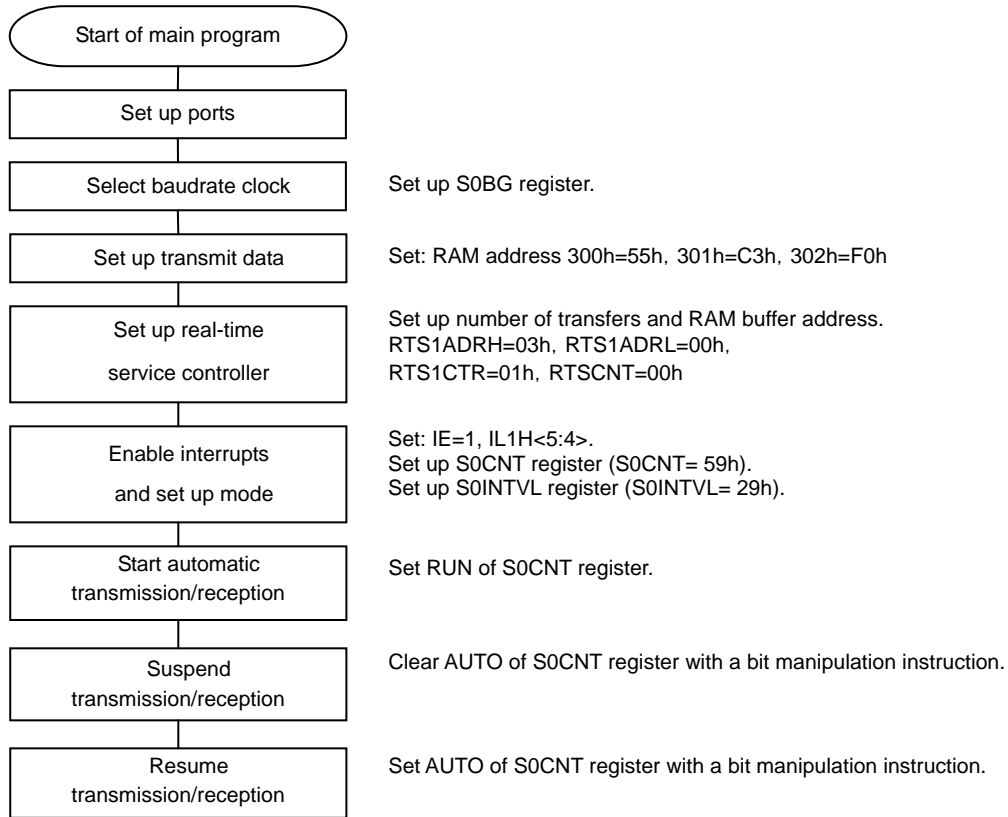 Start of main program
Set up ports
Select baudrate clock
Set up S0BG register.
Set up transmit data
Set: RAM address 300h=55h, 301h=C3h, 302h=F0h
Set up real-time
service controller
Set up number of transfers and RAM buffer address.
RTS1ADRH=03h, RTS1ADRL=00h,
RTS1CTR=01h, RTSCNT=00h
Enable interrupts
and set up mode
Set: IE=1, IL1H<5:4>.
Set up S0CNT register (S0CNT= 59h).
Set up S0INTVL register (S0INTVL= 29h).
Start automatic
transmission/reception
Set RUN of S0CNT register.
Suspend
transmission/reception
Clear AUTO of S0CNT register with a bit manipulation instruction.
Resume
transmission/reception
Set AUTO of S0CNT register with a bit manipulation instruction.